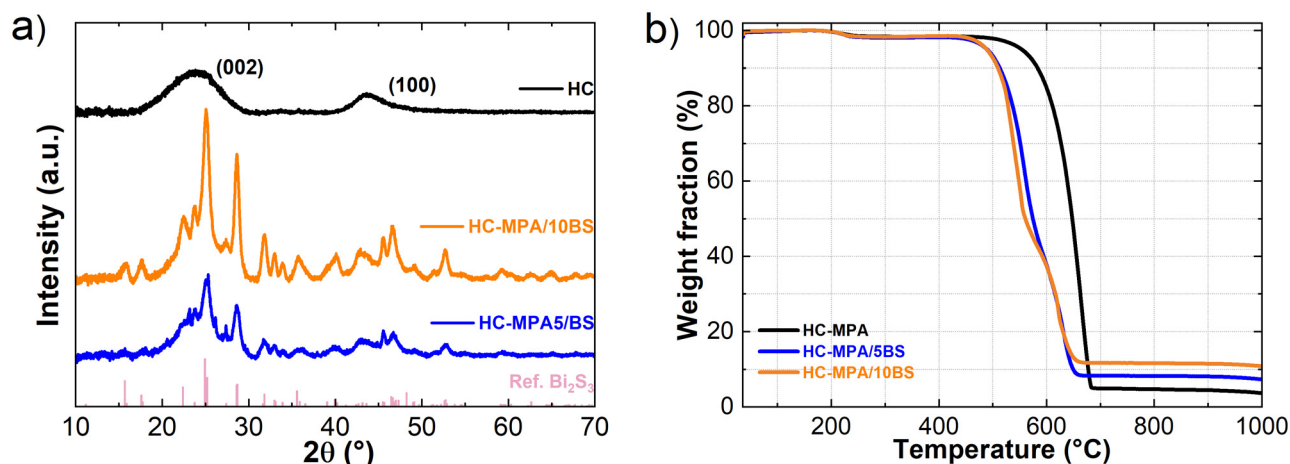 a)
Intensity (a.u.)
(002)
(100)
HC
HC-MPA/10BS
HC-MPA5/BS
Ref. Bi₂S₃
10 20 30 40 50 60 70
2θ (°)
b)
Weight fraction (%)
100
80
60
40
20
0
HC-MPA
HC-MPA/5BS
HC-MPA/10BS
200 400 600 800 1000
Temperature (°C)